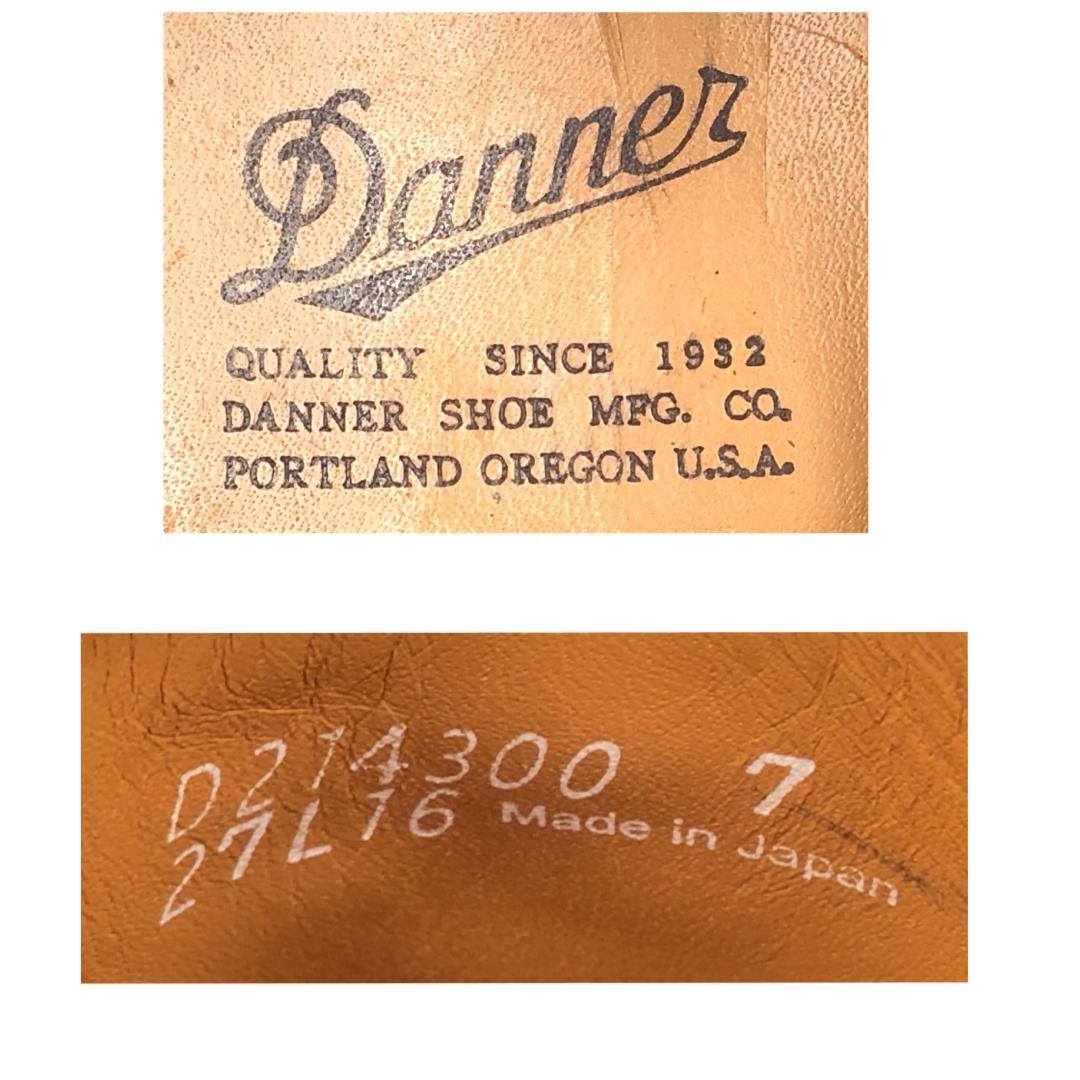 Danner
QUALITY SINCE 1932
DANNER SHOE MFG. CO.
PORTLAND OREGON U.S.A.
D214300 7
27L16 Made in Japan